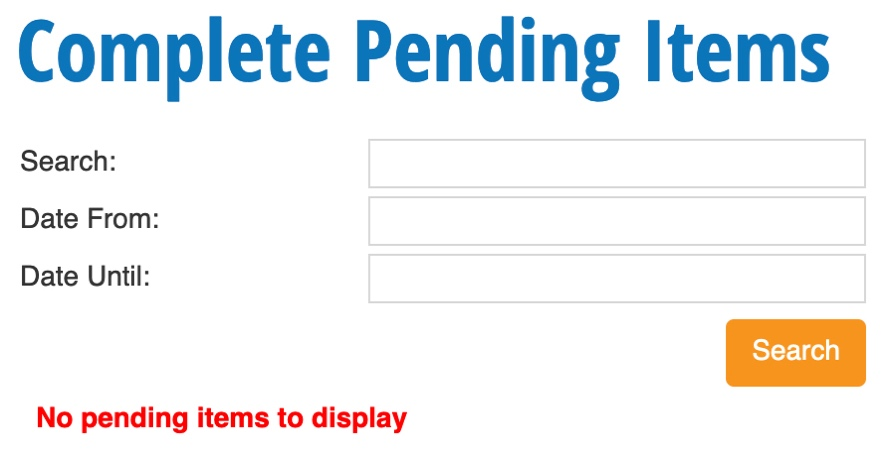 Complete Pending Items
Search:
Date From:
Date Until:
Search
No pending items to display